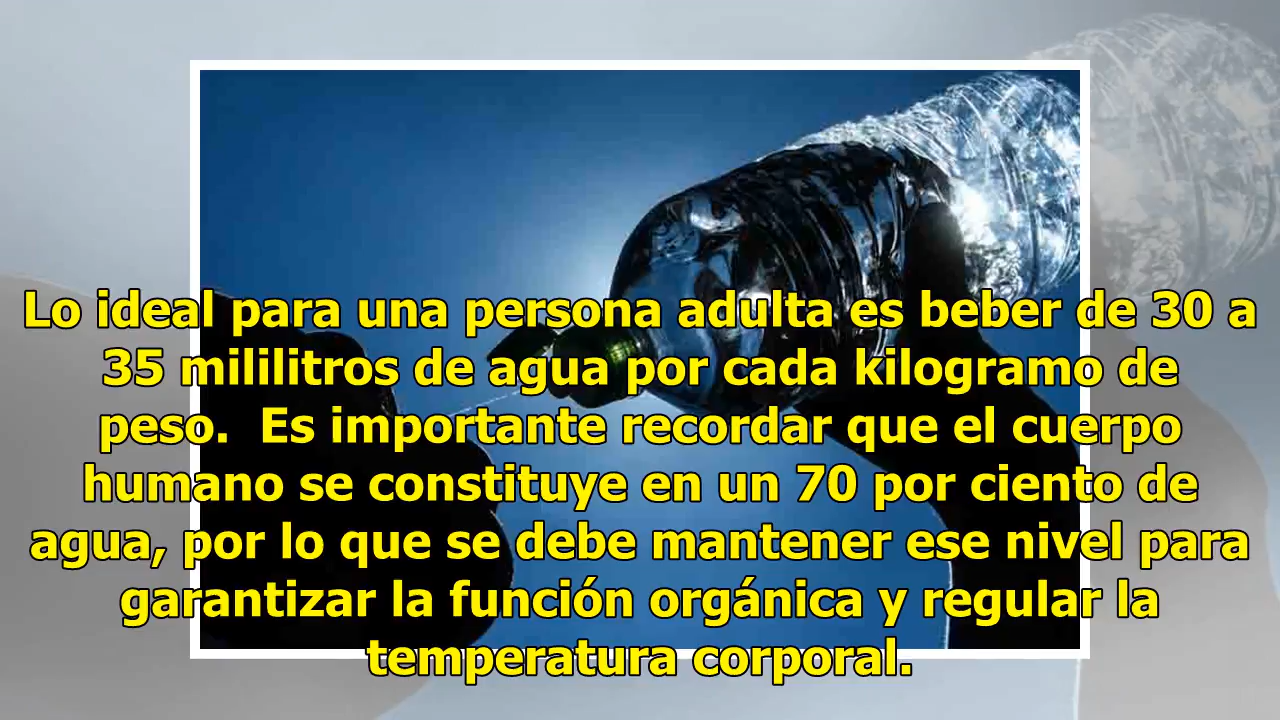 Lo ideal para una persona adulta es beber de 30 a
35 mililitros de agua por cada kilogramo de
peso.  Es importante recordar que el cuerpo
humano se constituye en un 70 por ciento de
agua, por lo que se debe mantener ese nivel para
garantizar la función orgánica y regular la
temperatura corporal.